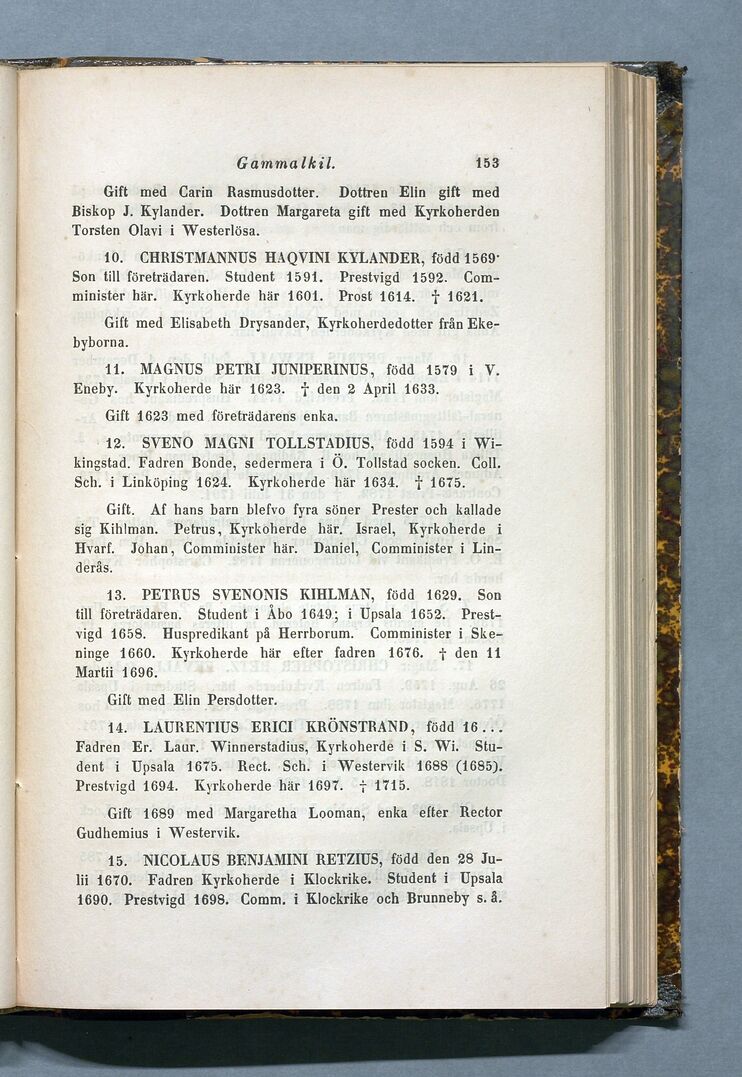 Gammalkil. 153
Gift med Carin Rasmusdotter. Dottren Elin gift med
Biskop J. Kylander. Dottren Margareta gift med Kyrkoherden
Torsten Olavi i Westerlösa.
10. CHRISTMANNUS HAQVINI KYLANDER, född 1569·
Son till företrädaren. Student 1591. Prestvigd 1592. Com-
minister här. Kyrkoherde här 1601. Prost 1614. † 1621.
Gift med Elisabeth Drysander, Kyrkoherdedotter från Eke-
byborna.
11. MAGNUS PETRI JUNIPERINUS, född 1579 i V.
Eneby. Kyrkoherde här 1623. † den 2 April 1633.
Gift 1623 med företrädarens enka.
12. SVENO MAGNI TOLLSTADIUS, född 1594 i Wi-
kingstad. Fadren Bonde, sedermera i Ö. Tollstad socken. Coll.
Sch. i Linköping 1624. Kyrkoherde här 1634. † 1675.
Gift. Af hans barn blefvo fyra söner Prester och kallade
sig Kihlman. Petrus, Kyrkoherde här. Israel, Kyrkoherde i
Hvarf. Johan, Comminister här. Daniel, Comminister i Lin-
derås.
13. PETRUS SVENONIS KIHLMAN, född 1629. Son
till företrädaren. Student i Åbo 1649; i Upsala 1652. Prest-
vigd 1658. Huspredikant på Herrborum. Comminister i Ske-
ninge 1660. Kyrkoherde här efter fadren 1676. † den 11
Martii 1696.
Gift med Elin Persdotter.
14. LAURENTIUS ERICI KRÖNSTRAND, född 16...
Fadren Er. Laur. Winnerstadius, Kyrkoherde i S. Wi. Stu-
dent i Upsala 1675. Rect. Sch. i Westervik 1688 (1685).
Prestvigd 1694. Kyrkoherde här 1697. † 1715.
Gift 1689 med Margaretha Looman, enka efter Rector
Gudhemius i Westervik.
15. NICOLAUS BENJAMINI RETZIUS, född den 28 Ju-
lii 1670. Fadren Kyrkoherde i Klockrike. Student i Upsala
1690. Prestvigd 1698. Comm. i Klockrike och Brunneby s. å.